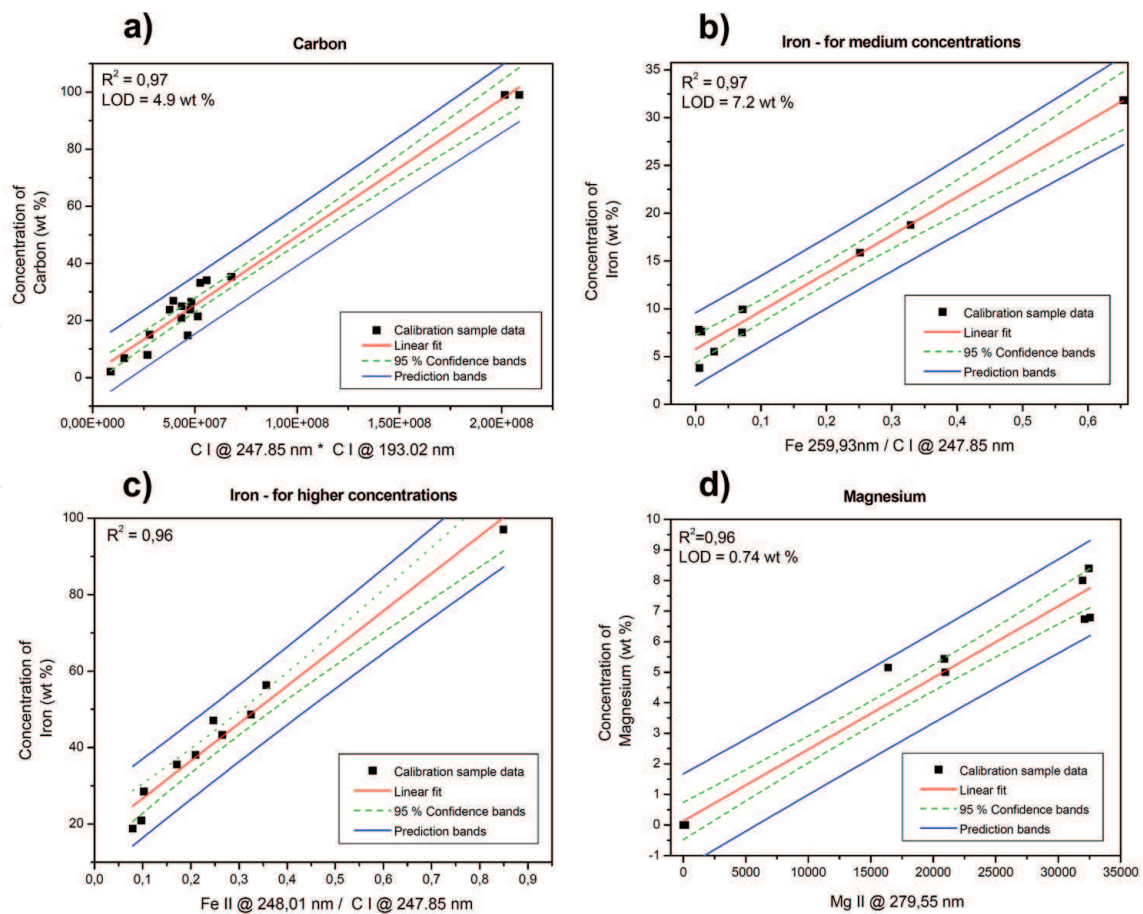 a)
Carbon
R² = 0,97
LOD = 4.9 wt %
Concentration of
Carbon (wt %)
100
80
60
40
20
0
Calibration sample data
Linear fit
95 % Confidence bands
Prediction bands
0,00E+000 5,00E+007 1,00E+008 1,50E+008 2,00E+008
C I @ 247.85 nm * C I @ 193.02 nm
b)
Iron - for medium concentrations
R² = 0,97
LOD = 7.2 wt %
Concentration of
Iron (wt %)
35
30
25
20
15
10
5
0
Calibration sample data
Linear fit
95 % Confidence bands
Prediction bands
0,0 0,1 0,2 0,3 0,4 0,5 0,6
Fe 259,93nm / C I @ 247.85 nm
c)
Iron - for higher concentrations
R² = 0,96
Concentration of
Iron (wt %)
100
80
60
40
20
Calibration sample data
Linear fit
95 % Confidence bands
Prediction bands
0,0 0,1 0,2 0,3 0,4 0,5 0,6 0,7 0,8 0,9
Fe II @ 248,01 nm / C I @ 247.85 nm
d)
Magnesium
R²=0,96
LOD = 0.74 wt %
Concentration of
Magnesium (wt %)
10
9
8
7
6
5
4
3
2
1
0
-1
Calibration sample data
Linear fit
95 % Confidence bands
Prediction bands
0 5000 10000 15000 20000 25000 30000 35000
Mg II @ 279,55 nm